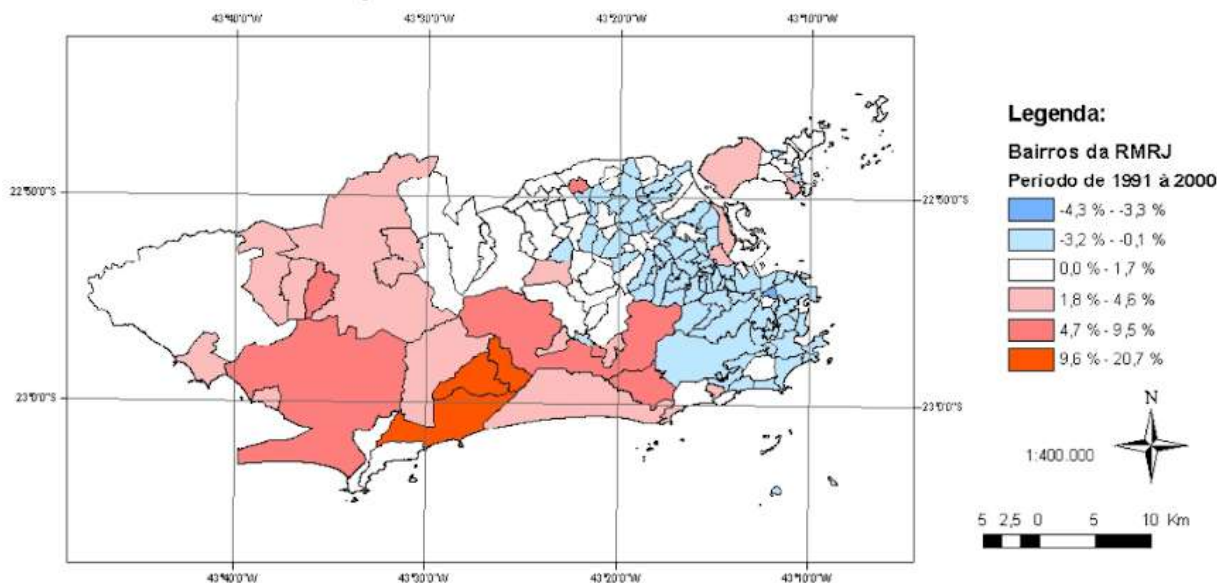 43°40'0"W 43°30'0"W 43°20'0"W 43°10'0"W
22°50'0"S
22°50'0"S
23°0'0"S
23°0'0"S
43°40'0"W 43°30'0"W 43°20'0"W 43°10'0"W
Legenda:
Bairros da RMRJ
Período de 1991 à 2000
-4,3 % - -3,3 %
-3,2 % - -0,1 %
0,0 % - 1,7 %
1,8 % - 4,6 %
4,7 % - 9,5 %
9,6 % - 20,7 %
N
1:400.000
5 2,5 0 5 10 Km